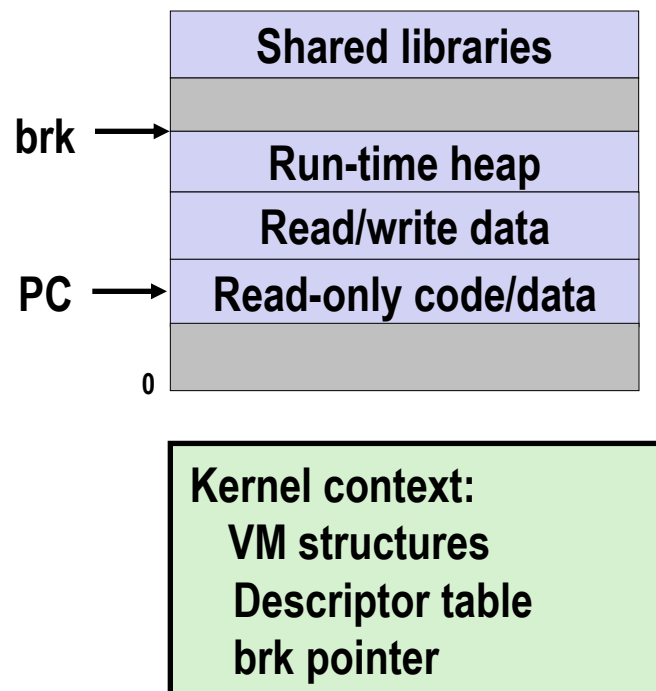 Shared libraries
brk
Run-time heap
Read/write data
PC
Read-only code/data
0
Kernel context:
VM structures
Descriptor table
brk pointer